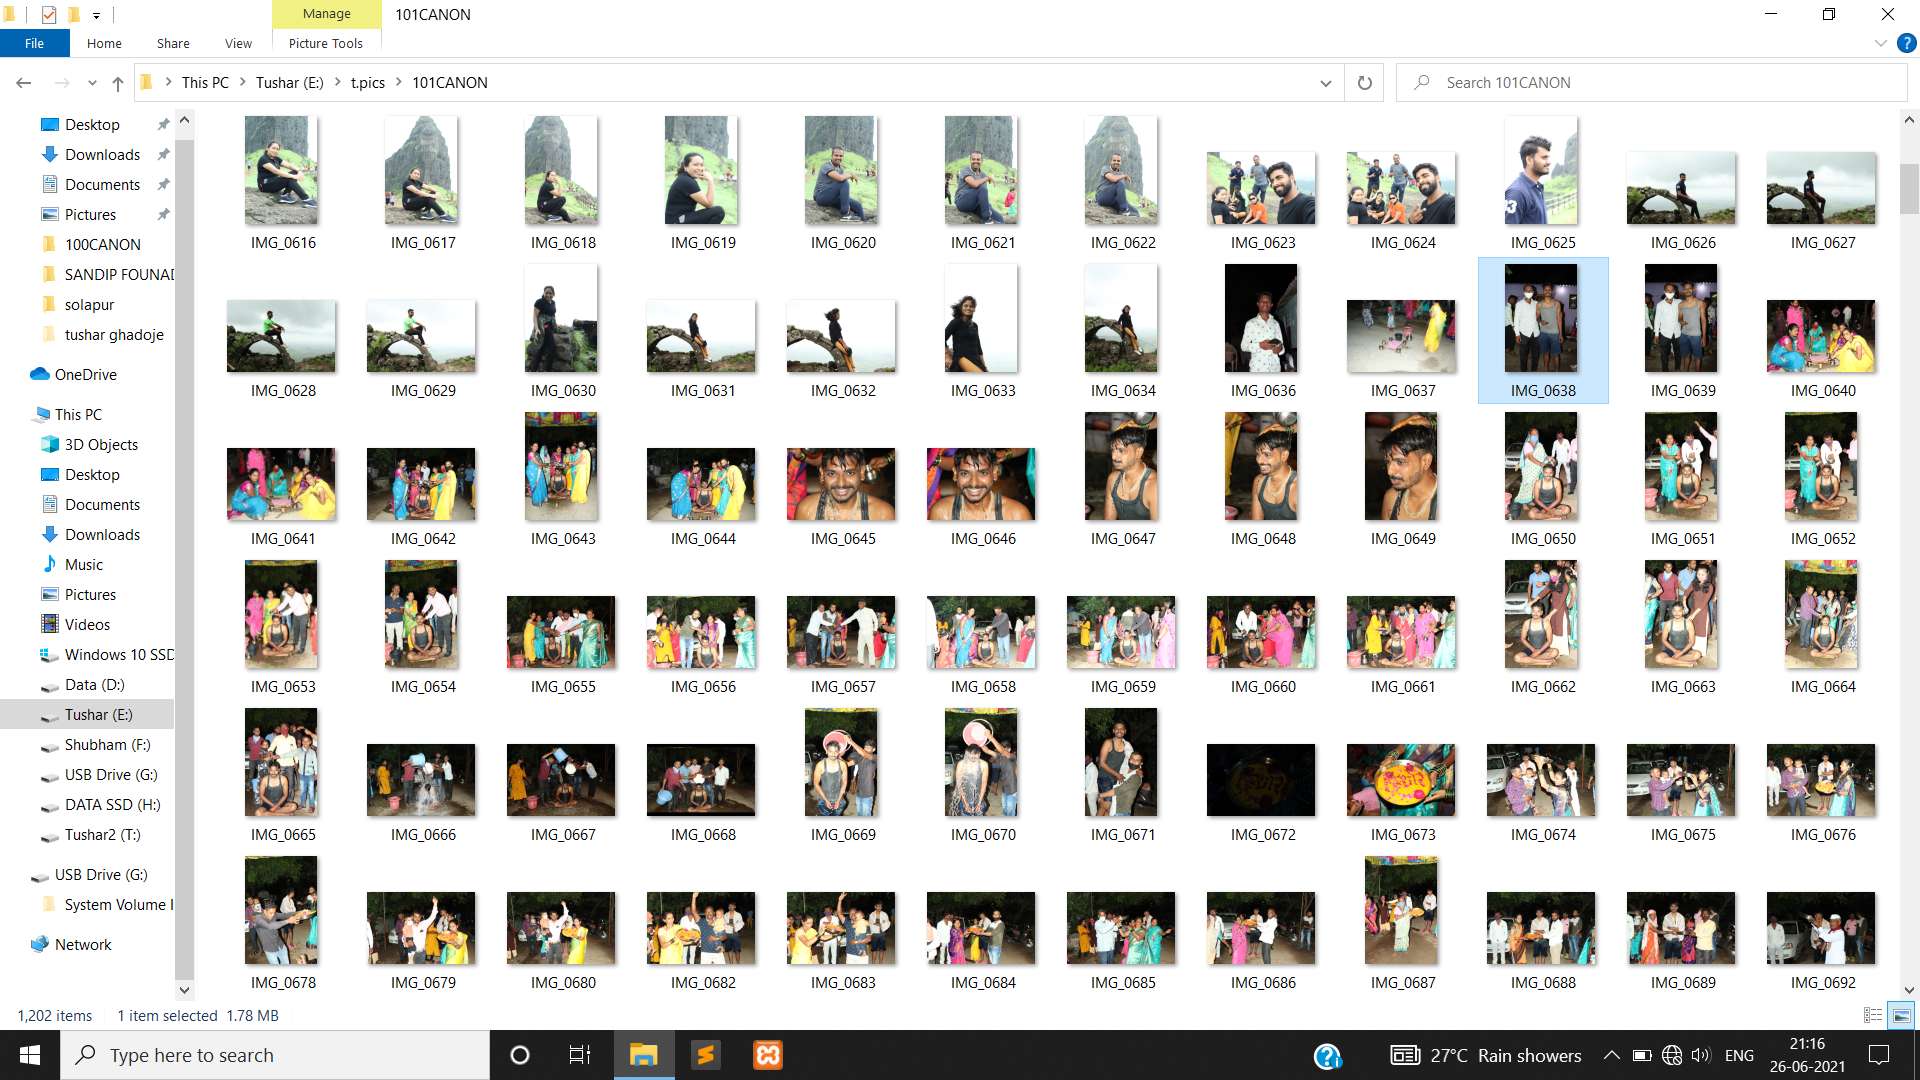 Manage
101CANON
File
Home
Share
View
Picture Tools
This PC
Tushar (E:)
t.pics
101CANON
Search 101CANON
Desktop
Downloads
Documents
Pictures
100CANON
SANDIP FOUNAD
solapur
tushar ghadoje
OneDrive
This PC
3D Objects
Desktop
Documents
Downloads
Music
Pictures
Videos
Windows 10 SSD
Data (D:)
Tushar (E:)
Shubham (F:)
USB Drive (G:)
DATA SSD (H:)
Tushar2 (T:)
USB Drive (G:)
System Volume I
Network
IMG_0616 IMG_0617 IMG_0618 IMG_0619 IMG_0620 IMG_0621 IMG_0622 IMG_0623 IMG_0624 IMG_0625 IMG_0626 IMG_0627
IMG_0628 IMG_0629 IMG_0630 IMG_0631 IMG_0632 IMG_0633 IMG_0634 IMG_0636 IMG_0637 IMG_0638 IMG_0639 IMG_0640
IMG_0641 IMG_0642 IMG_0643 IMG_0644 IMG_0645 IMG_0646 IMG_0647 IMG_0648 IMG_0649 IMG_0650 IMG_0651 IMG_0652
IMG_0653 IMG_0654 IMG_0655 IMG_0656 IMG_0657 IMG_0658 IMG_0659 IMG_0660 IMG_0661 IMG_0662 IMG_0663 IMG_0664
IMG_0665 IMG_0666 IMG_0667 IMG_0668 IMG_0669 IMG_0670 IMG_0671 IMG_0672 IMG_0673 IMG_0674 IMG_0675 IMG_0676
IMG_0678 IMG_0679 IMG_0680 IMG_0682 IMG_0683 IMG_0684 IMG_0685 IMG_0686 IMG_0687 IMG_0688 IMG_0689 IMG_0692
1,202 items 1 item selected 1.78 MB
Type here to search
27°C Rain showers
ENG
21:16
26-06-2021